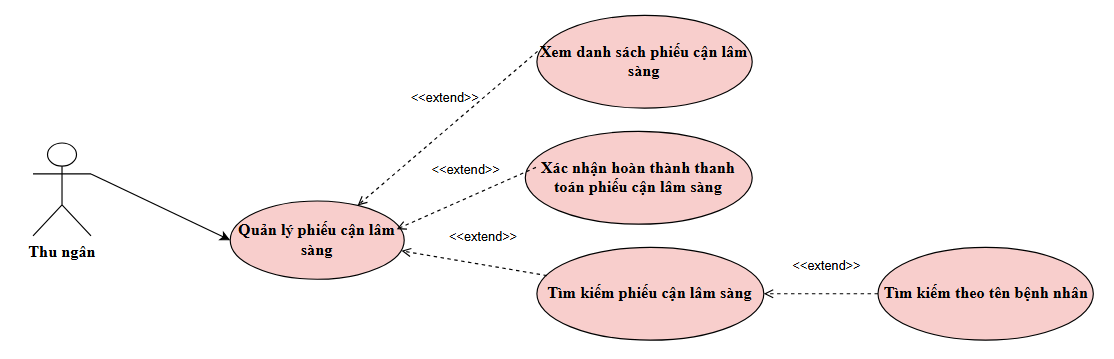 Xem danh sách phiếu cận lâm
sàng
<<extend>>
Xác nhận hoàn thành thanh
toán phiếu cận lâm sàng
<<extend>>
Thu ngân
Quản lý phiếu cận lâm
sàng
<<extend>>
Tìm kiếm phiếu cận lâm sàng
<<extend>>
Tìm kiếm theo tên bệnh nhân